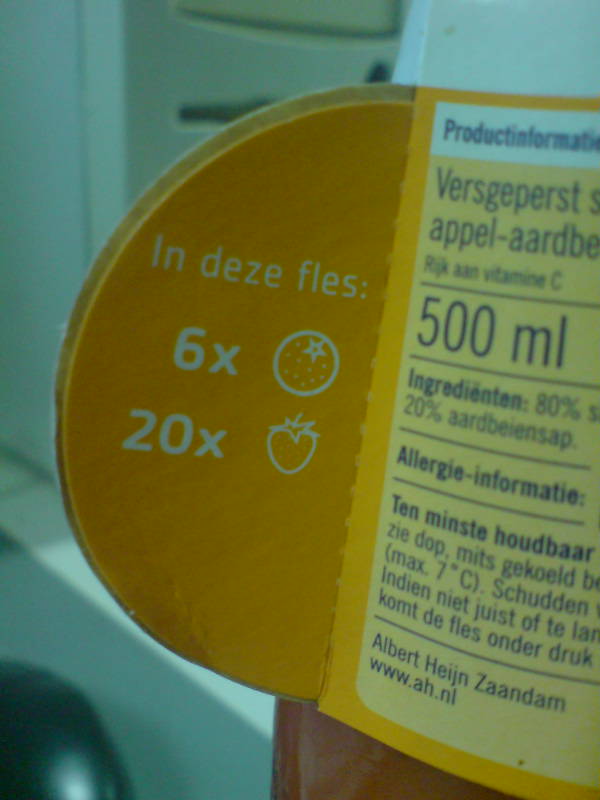 In deze fles:
6x
20x
Productinformatie
Versgeperst s
appel-aardbe
Rijk aan vitamine C
500 ml
Ingrediënten: 80% s
20% aardbeiensap.
Allergie-informatie:
Ten minste houdbaar
zie dop, mits gekoeld be
(max. 7°C). Schudden v
Indien niet juist of te lan
komt de fles onder druk
Albert Heijn Zaandam
www.ah.nl